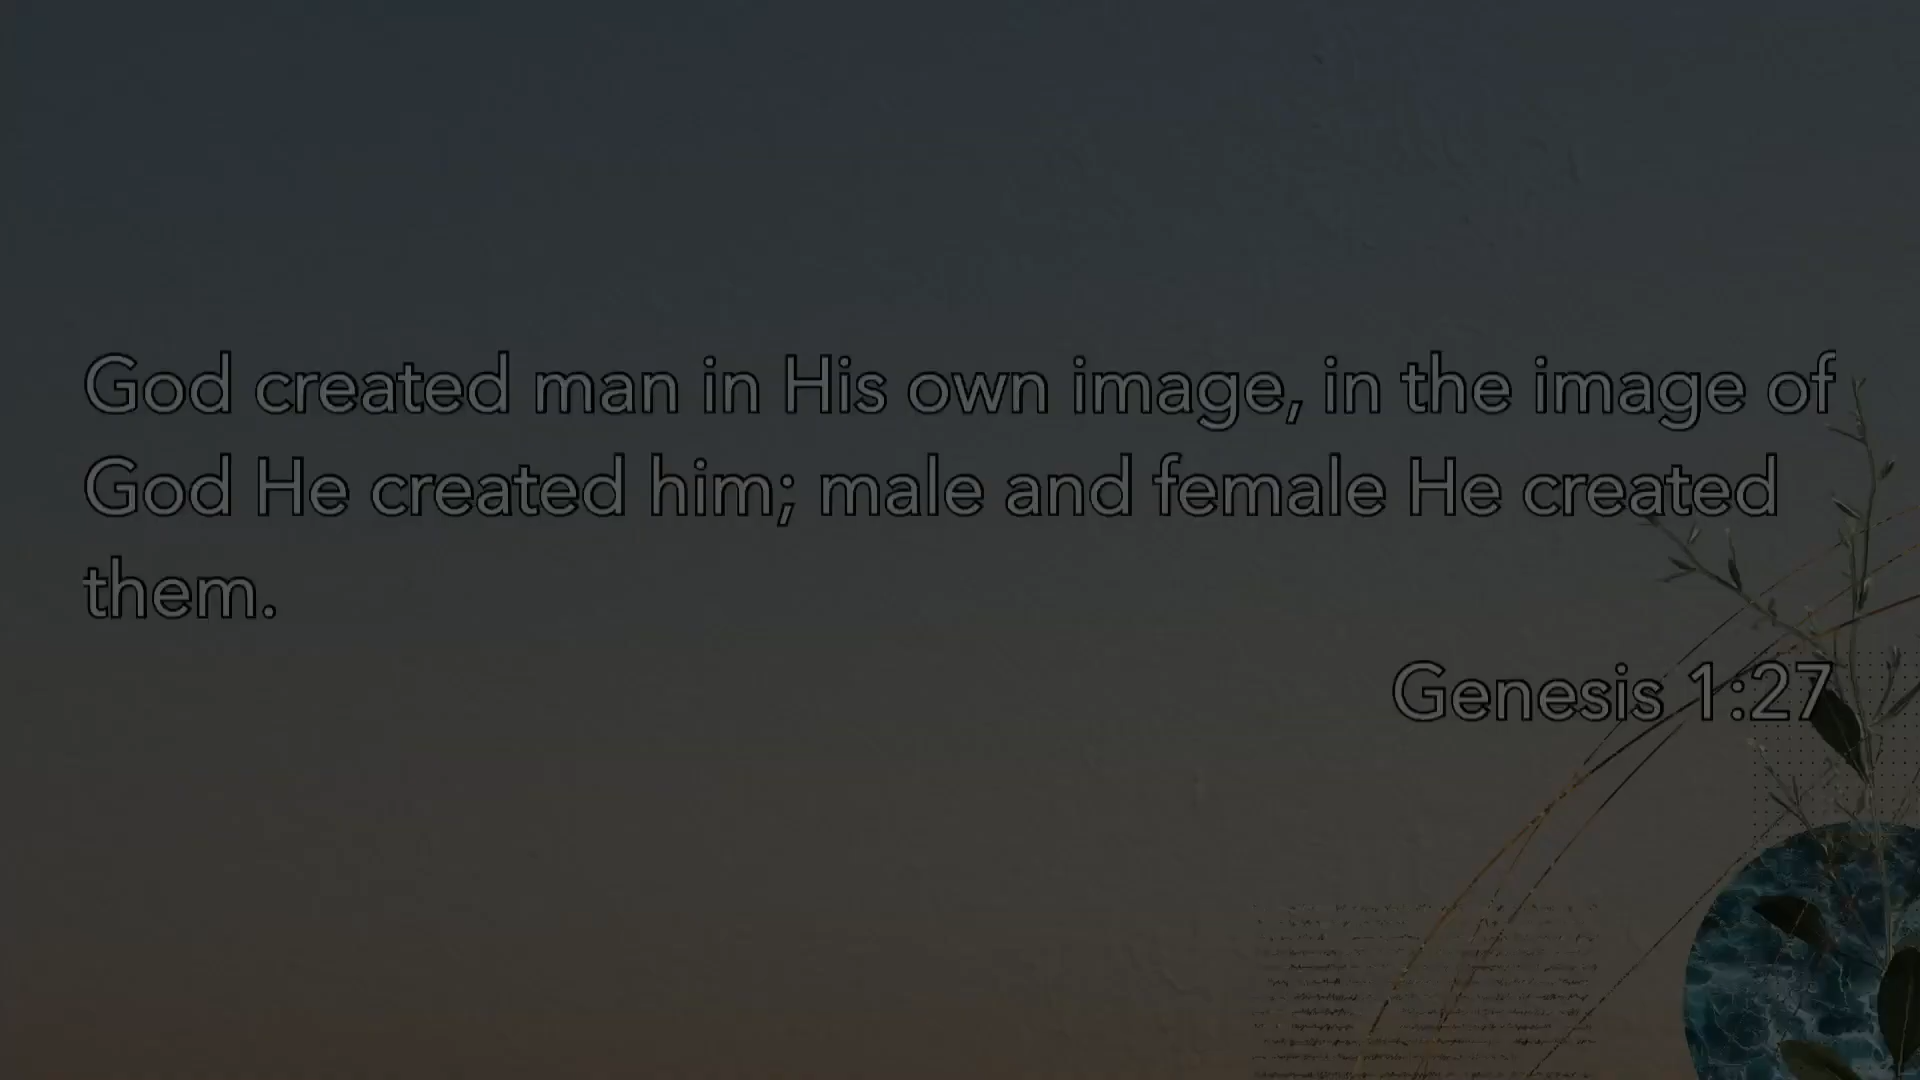 God created man in His own image, in the image of
God He created him; male and female He created
them.
Genesis 1:27